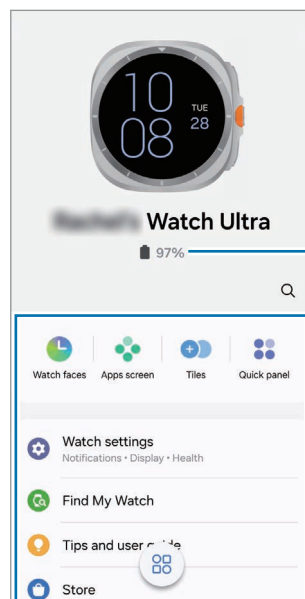 10
08
TUE
28
Watch Ultra
97%
Watch faces
Apps screen
Tiles
Quick panel
Watch settings
Notifications • Display • Health
Find My Watch
Tips and user
Store